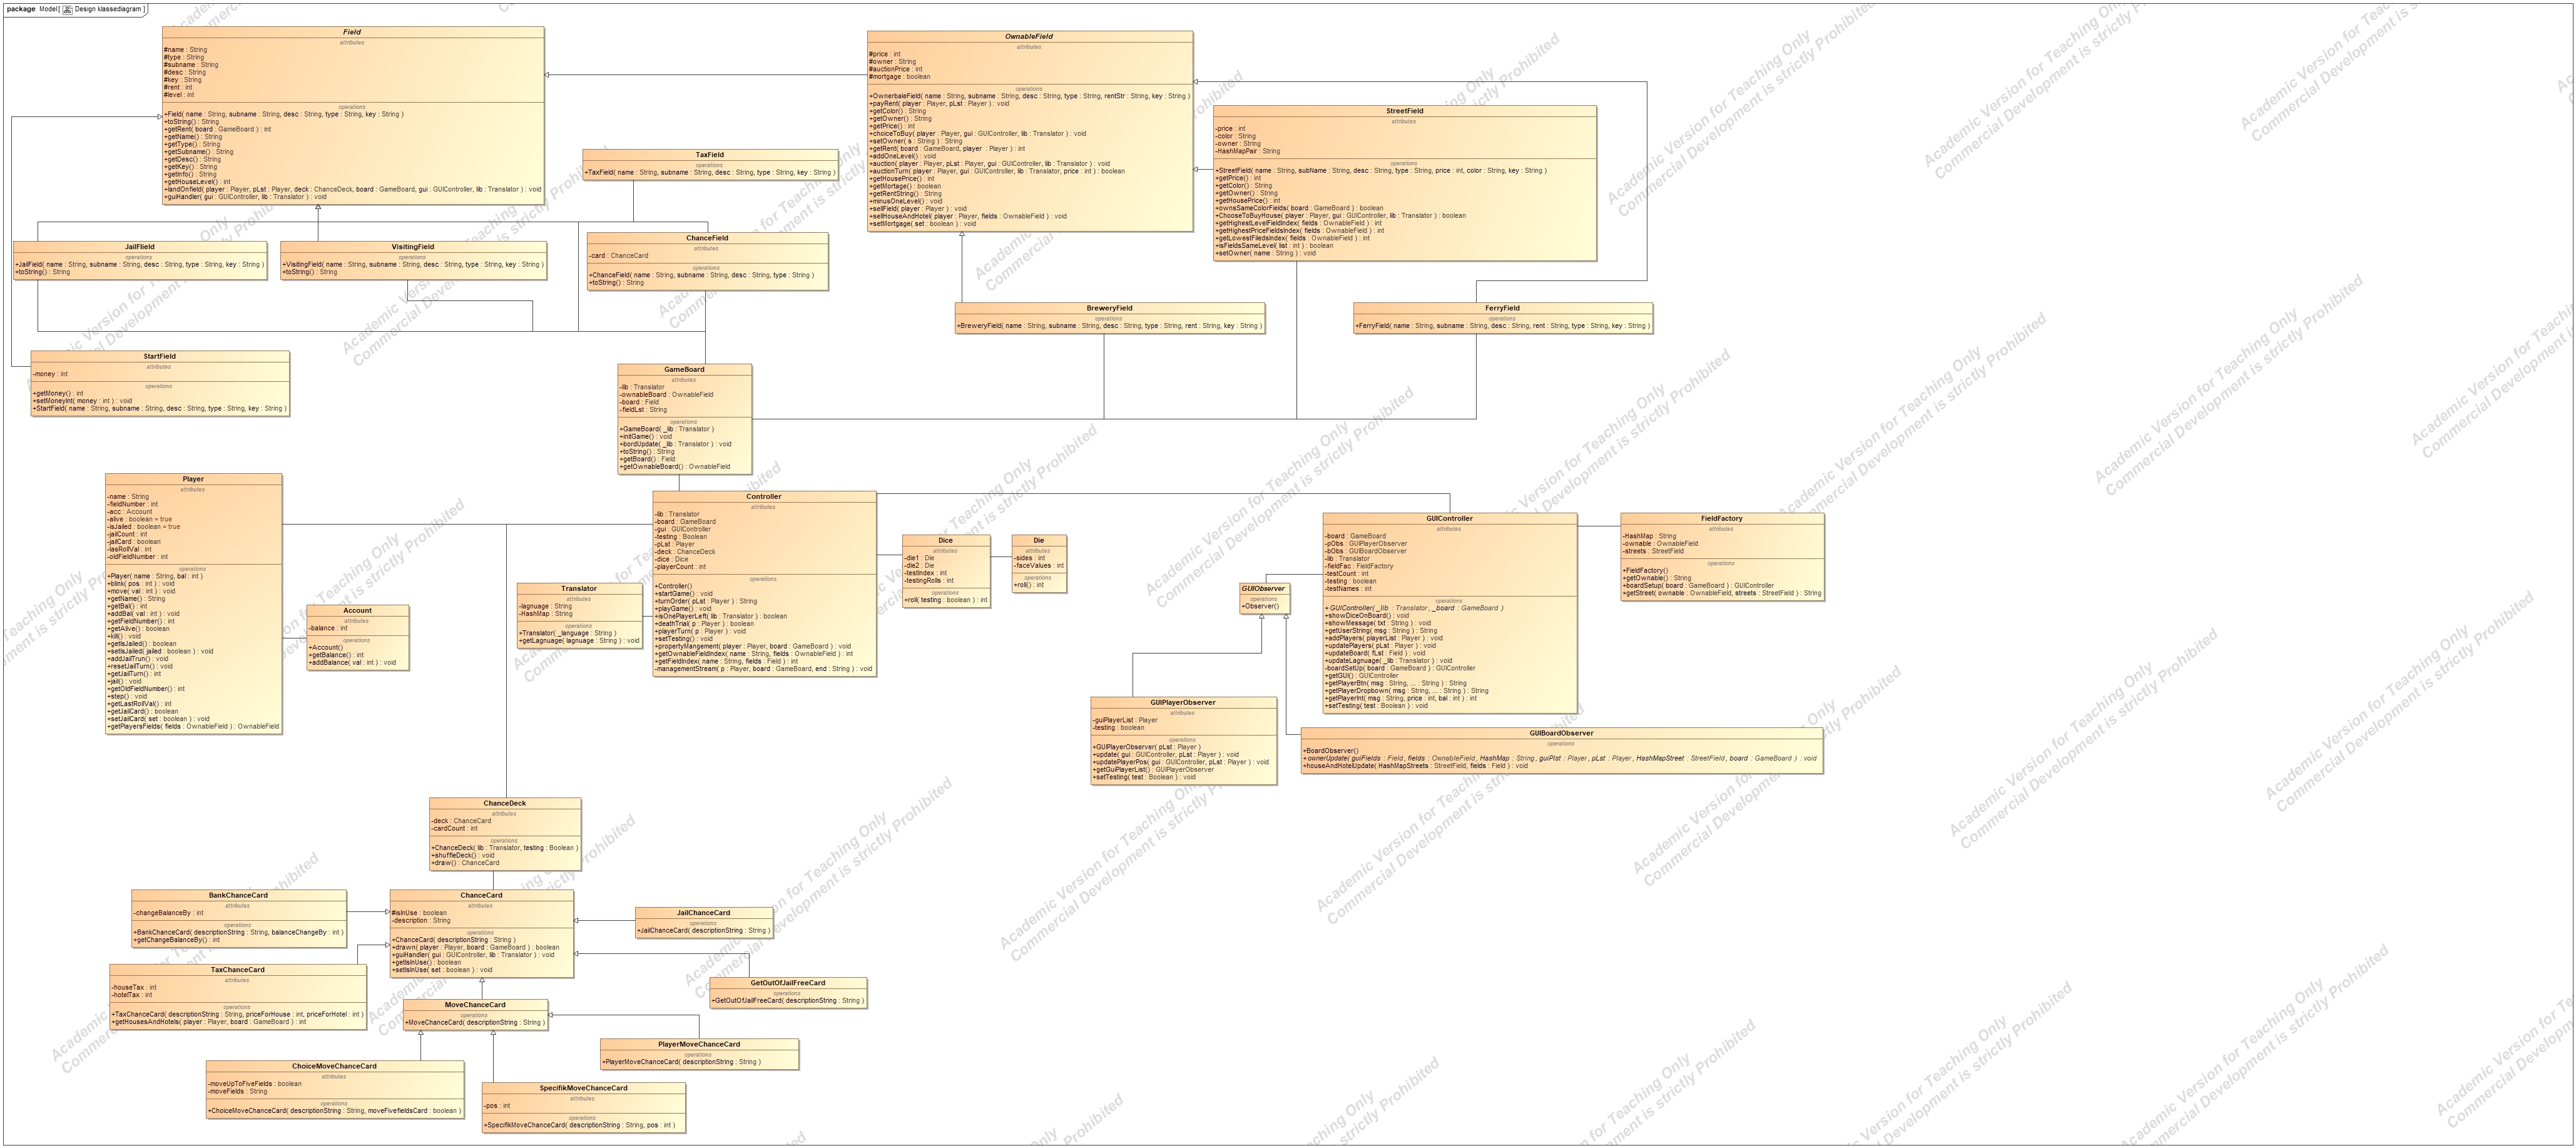 package Model[ Design klassediagram ]
Field
attributes
#name : String
#type : String
#subname : String
#desc : String
#key : String
#rent : int
#level : int
operations
+Field( name : String, subname : String, desc : String, type : String, key : String )
+toString() : String
+getRent( board : GameBoard ) : int
+getName() : String
+getType() : String
+getSubname() : String
+getDesc() : String
+getKey() : String
+getInfo() : String
+getHouseLevel() : int
+landOnfield( player : Player, pLst : Player, deck : ChanceDeck, board : GameBoard, gui : GUIController, lib : Translator ) : void
+guiHandler( gui : GUIController, lib : Translator ) : void
OwnableField
attributes
#price : int
#owner : String
#auctionPrice : int
#mortgage : boolean
operations
+OwnerbaleField( name : String, subname : String, desc : String, type : String, rentStr : String, key : String )
+payRent( player : Player, pLst : Player ) : void
+getColor() : String
+getOwner() : String
+getPrice() : int
+choiceToBuy( player : Player, gui : GUIController, lib : Translator ) : void
+setOwner( s : String ) : String
+getRent( board : GameBoard, player : Player ) : int
+addOneLevel() : void
+auction( player : Player, pLst : Player, gui : GUIController, lib : Translator ) : void
+auctionTurn( player : Player, gui : GUIController, lib : Translator, price : int ) : boolean
+getHousePrice() : int
+getMortage() : boolean
+getRentString() : String
+minusOneLevel() : void
+sellField( player : Player ) : void
+sellHouseAndHotel( player : Player, fields : OwnableField ) : void
+setMortgage( set : boolean ) : void
StreetField
attributes
-price : int
-color : String
-owner : String
-HashMapPair : String
operations
+StreetField( name : String, subName : String, desc : String, type : String, price : int, color : String, key : String )
+getPrice() : int
+getColor() : String
+getOwner() : String
+getHousePrice() : int
+ownsSameColorFields( board : GameBoard ) : boolean
+ChooseToBuyHouse( player : Player, gui : GUIController, lib : Translator ) : boolean
+getHighestLevelFieldIndex( fields : OwnableField ) : int
+getHighestPriceFieldsIndex( fields : OwnableField ) : int
+getLowestFiledsIndex( fields : OwnableField ) : int
+isFieldsSameLevel( list : int ) : boolean
+setOwner( name : String ) : void
TaxField
operations
+TaxField( name : String, subname : String, desc : String, type : String, key : String )
JailFlield
operations
+JailField( name : String, subname : String, desc : String, type : String, key : String )
+toString() : String
VisitingField
operations
+VisitingField( name : String, subname : String, desc : String, type : String, key : String )
+toString() : String
ChanceField
attributes
-card : ChanceCard
operations
+ChanceField( name : String, subname : String, desc : String, type : String )
+toString() : String
BreweryField
operations
+BreweryField( name : String, subname : String, desc : String, type : String, rent : String, key : String )
FerryField
operations
+FerryField( name : String, subname : String, desc : String, rent : String, type : String, key : String )
StartField
attributes
-money : int
operations
+getMoney() : int
+setMoneyInt( money : int ) : void
+StartField( name : String, subname : String, desc : String, type : String, key : String )
GameBoard
attributes
-lib : Translator
-ownableBoard : OwnableField
-board : Field
-fieldLst : String
operations
+GameBoard( _lib : Translator )
+initGame() : void
+bordUpdate( _lib : Translator ) : void
+toString() : String
+getBoard() : Field
+getOwnableBoard() : OwnableField
Player
attributes
-name : String
-fieldNumber : int
-acc : Account
-alive : boolean = true
-isJailed : boolean = true
-jailCount : int
-jailCard : boolean
-lasRollVal : int
-oldFieldNumber : int
operations
+Player( name : String, bal : int )
+blink( pos : int ) : void
+move( val : int ) : void
+getName() : String
+getBal() : int
+addBal( val : int ) : void
+getFieldNumber() : int
+getAlive() : boolean
+kill() : void
+getIsJailed() : boolean
+setIsJailed( jailed : boolean ) : void
+addJailTrun() : void
+resetJailTurn() : void
+getJailTurn() : int
+jail() : void
+getOldFieldNumber() : int
+step() : void
+getLastRollVal() : int
+getJailCard() : boolean
+setJailCard( set : boolean ) : void
+getPlayersFields( fields : OwnableField ) : OwnableField
Account
attributes
-balance : int
operations
+Account()
+getBalance() : int
+addBalance( val : int ) : void
Translator
attributes
-lagnuage : String
-HashMap : String
operations
+Translator( _language : String )
+getLagnuage( lagnuage : String ) : void
Controller
attributes
-lib : Translator
-board : GameBoard
-gui : GUIController
-testing : Boolean
-pLst : Player
-deck : ChanceDeck
-dice : Dice
-playerCount : int
operations
+Controller()
+startGame() : void
+turnOrder( pLst : Player ) : String
+playGame() : void
+isOnePlayerLeft( lib : Translator ) : boolean
+deathTrial( p : Player ) : boolean
+playerTurn( p : Player ) : void
+setTesting() : void
+propertyMangement( player : Player, board : GameBoard ) : void
+getOwnableFieldIndex( name : String, fields : OwnableField ) : int
+getFieldIndex( name : String, fields : Field ) : int
-managementStream( p : Player, board : GameBoard, end : String ) : void
Dice
attributes
-die1 : Die
-die2 : Die
-testIndex : int
-testingRolls : int
operations
+roll( testing : boolean ) : int
Die
attributes
-sides : int
-faceValues : int
operations
+roll() : int
GUIController
attributes
-board : GameBoard
-pObs : GUIPlayerObserver
-bObs : GUIBoardObserver
-lib : Translator
-fieldFac : FieldFactory
-testCount : int
-testing : boolean
-testNames : int
operations
+ GUIController( _lib : Translator, _board : GameBoard )
+showDiceOnBoard() : void
+showMessage( txt : String ) : void
+getUserString( msg : String ) : String
+addPlayers( playerList : Player ) : void
+updatePlayers( pLst : Player ) : void
+updateBoard( fLst : Field ) : void
+updateLagnuage( _lib : Translator ) : void
-boardSetUp( board : GameBoard ) : GUIController
+getGUI() : GUIController
+getPlayerBtn( msg : String, ... : String ) : String
+getPlayerDropbown( msg : String, ... : String ) : String
+getPlayerInt( msg : String, price : int, bal : int ) : int
+setTesting( test : Boolean ) : void
FieldFactory
attributes
-HashMap : String
-ownable : OwnableField
-streets : StreetField
operations
+FieldFactory()
+getOwnable() : String
+boardSetup( board : GameBoard ) : GUIController
+getStreet( ownable : OwnableField, streets : StreetField ) : String
GUIObserver
operations
+Observer()
GUIPlayerObserver
attributes
-guiPlayerList : Player
-testing : boolean
operations
+GUIPlayerObserver( pLst : Player )
+update( gui : GUIController, pLst : Player ) : void
+updatePlayerPos( gui : GUIController, pLst : Player ) : void
+getGuiPlayerList() : GUIPlayerObserver
+setTesting( test : Boolean ) : void
GUIBoardObserver
operations
+BoardObserver()
+ ownerUpdate( guiFields : Field, fields : OwnableField, HashMap : String, guiPlst : Player, pLst : Player, HashMapStreet : StreetField, board : GameBoard ) : void
+houseAndHotelUpdate( HashMapStreets : StreetField, fields : Field ) : void
ChanceDeck
attributes
-deck : ChanceCard
-cardCount : int
operations
+ChanceDeck( lib : Translator, testing : Boolean )
+shuffleDeck() : void
+draw() : ChanceCard
BankChanceCard
attributes
-changeBalanceBy : int
operations
+BankChanceCard( descriptionString : String, balanceChangeBy : int )
+getChangeBalanceBy() : int
ChanceCard
attributes
#isInUse : boolean
-description : String
operations
+ChanceCard( descriptionString : String )
+drawn( player : Player, board : GameBoard ) : boolean
+guiHandler( gui : GUIController, lib : Translator ) : void
+getIsInUse() : boolean
+setIsInUse( set : boolean ) : void
JailChanceCard
operations
+JailChanceCard( descriptionString : String )
TaxChanceCard
attributes
-houseTax : int
-hotelTax : int
operations
+TaxChanceCard( descriptionString : String, priceForHouse : int, priceForHotel : int )
+getHousesAndHotels( player : Player, board : GameBoard ) : int
GetOutOfJailFreeCard
operations
+GetOutOfJailFreeCard( descriptionString : String )
MoveChanceCard
operations
+MoveChanceCard( descriptionString : String )
PlayerMoveChanceCard
operations
+PlayerMoveChanceCard( descriptionString : String )
ChoiceMoveChanceCard
attributes
-moveUpToFiveFields : boolean
-moveFields : String
operations
+ChoiceMoveChanceCard( descriptionString : String, moveFivefieldsCard : boolean )
SpecifikMoveChanceCard
attributes
-pos : int
operations
+SpecifikMoveChanceCard( descriptionString : String, pos : int )
Academic Version for Teaching Only
Commercial Development is strictly Prohibited